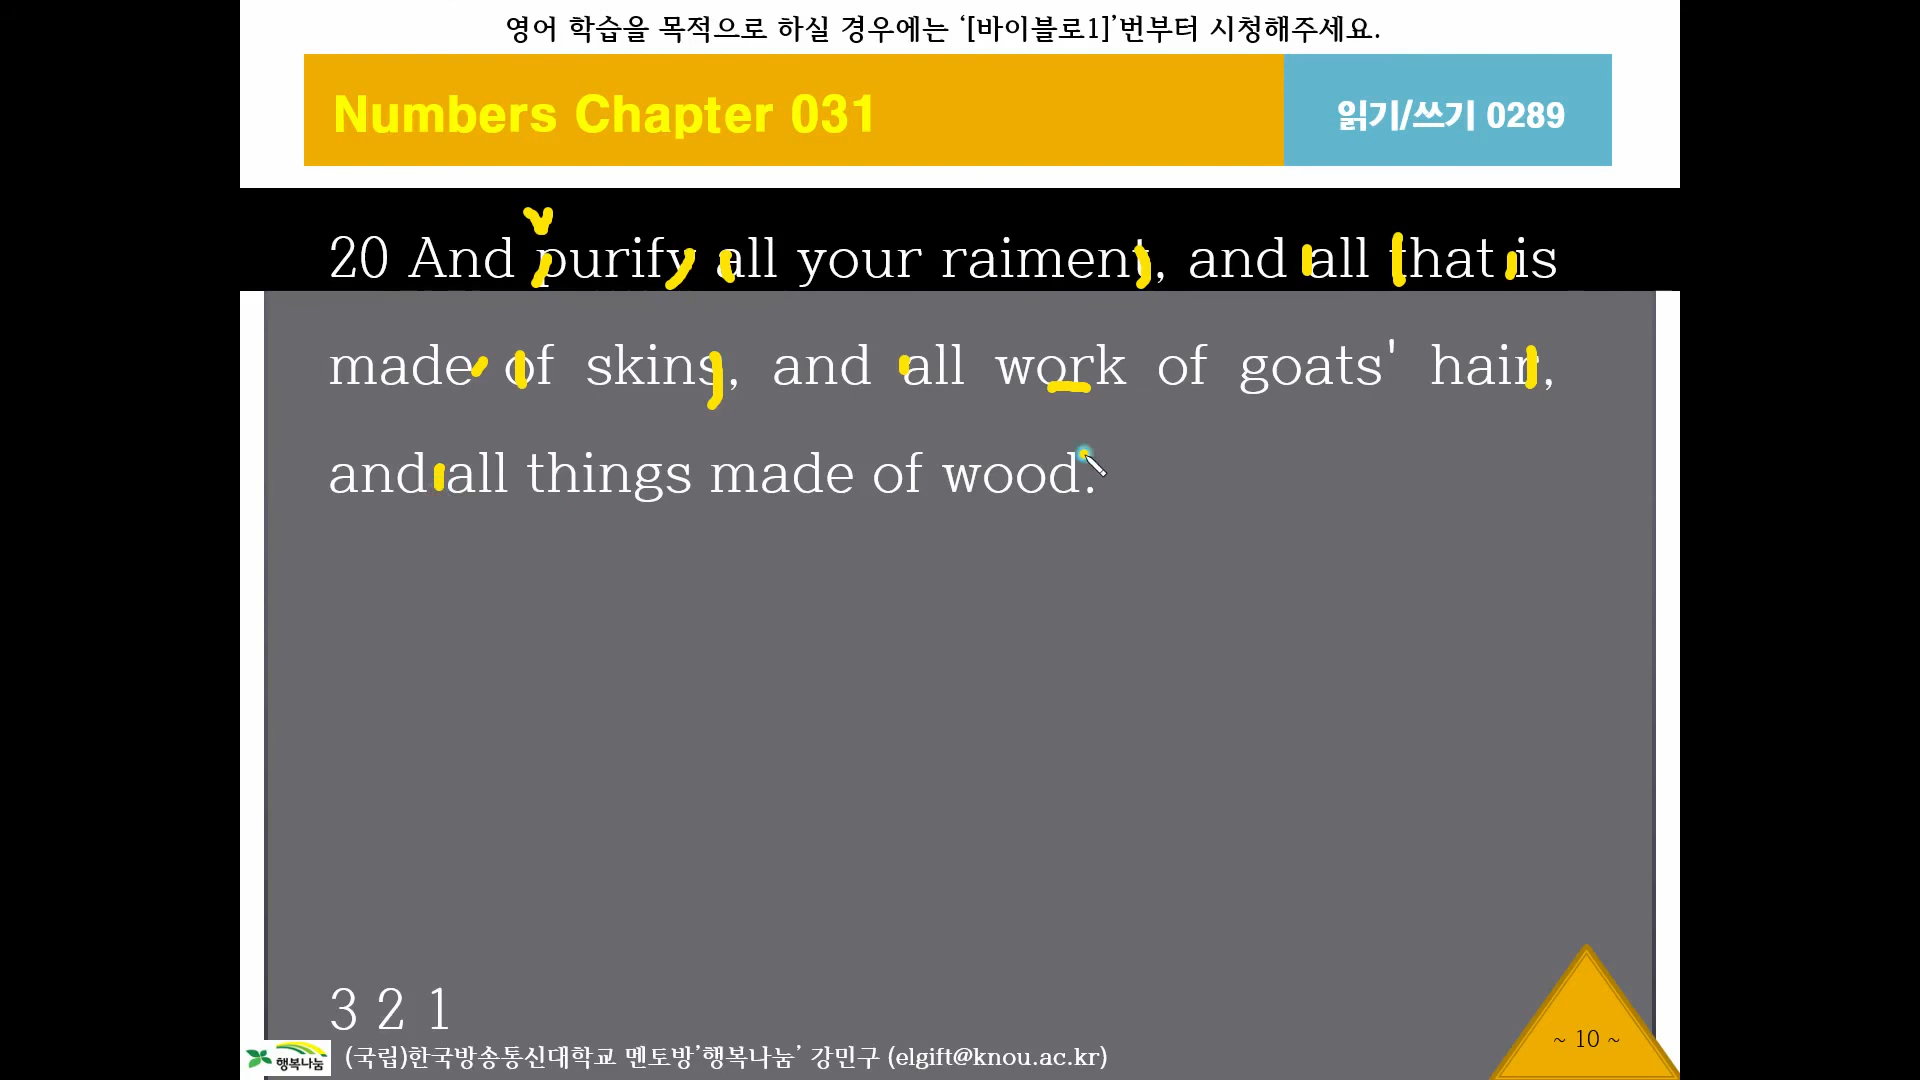 영어 학습을 목적으로 하실 경우에는 ‘[바이블로1]’번부터 시청해주세요.
Numbers Chapter 031
읽기/쓰기 0289
20 And purify all your raiment, and all that is
made of skins, and all work of goats' hair,
and all things made of wood.
3 2 1
행복나눔
(국립)한국방송통신대학교 멘토방’행복나눔’ 강민구 (elgift@knou.ac.kr)
~ 10 ~